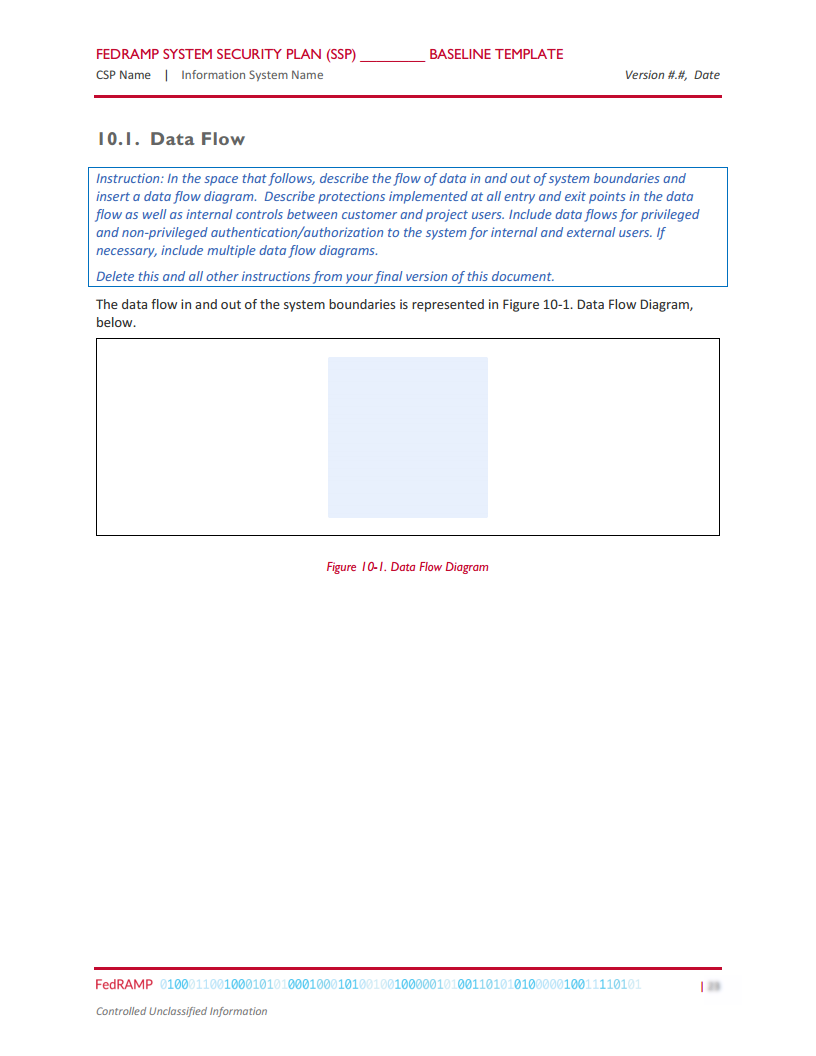 FEDRAMP SYSTEM SECURITY PLAN (SSP) _________ BASELINE TEMPLATE
CSP Name | Information System Name Version #.#, Date
10.1. Data Flow
Instruction: In the space that follows, describe the flow of data in and out of system boundaries and
insert a data flow diagram. Describe protections implemented at all entry and exit points in the data
flow as well as internal controls between customer and project users. Include data flows for privileged
and non-privileged authentication/authorization to the system for internal and external users. If
necessary, include multiple data flow diagrams.
Delete this and all other instructions from your final version of this document.
The data flow in and out of the system boundaries is represented in Figure 10-1. Data Flow Diagram,
below.
Figure 10-1. Data Flow Diagram
FedRAMP |
Controlled Unclassified Information